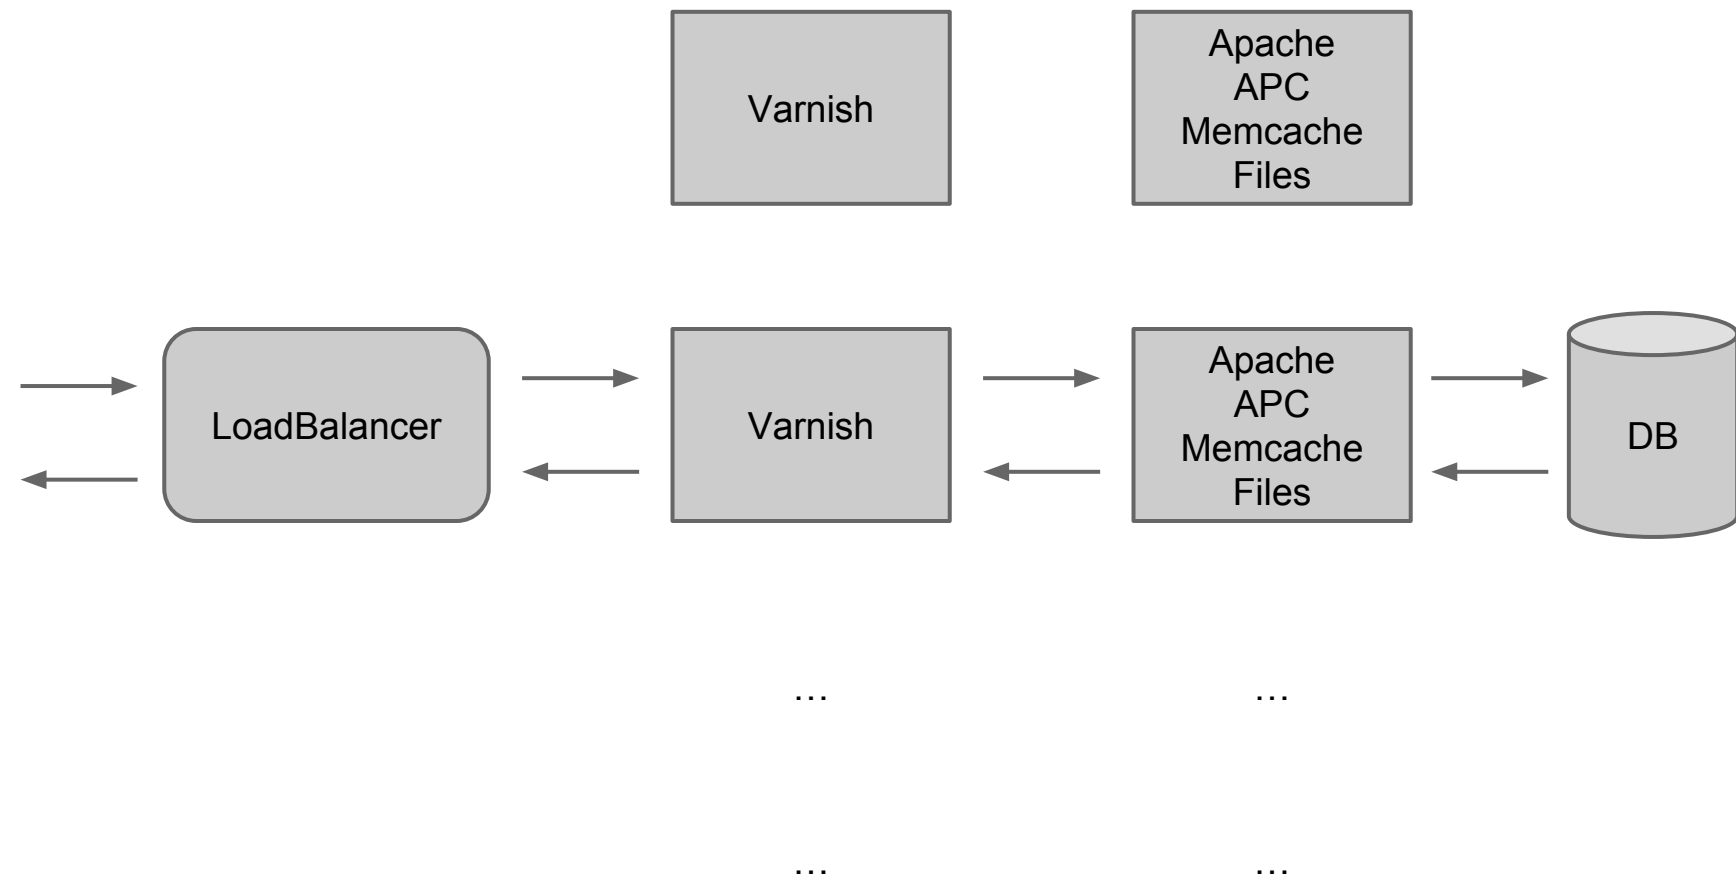 Varnish
Apache
APC
Memcache
Files
LoadBalancer
Varnish
Apache
APC
Memcache
Files
DB
...
...
...
...